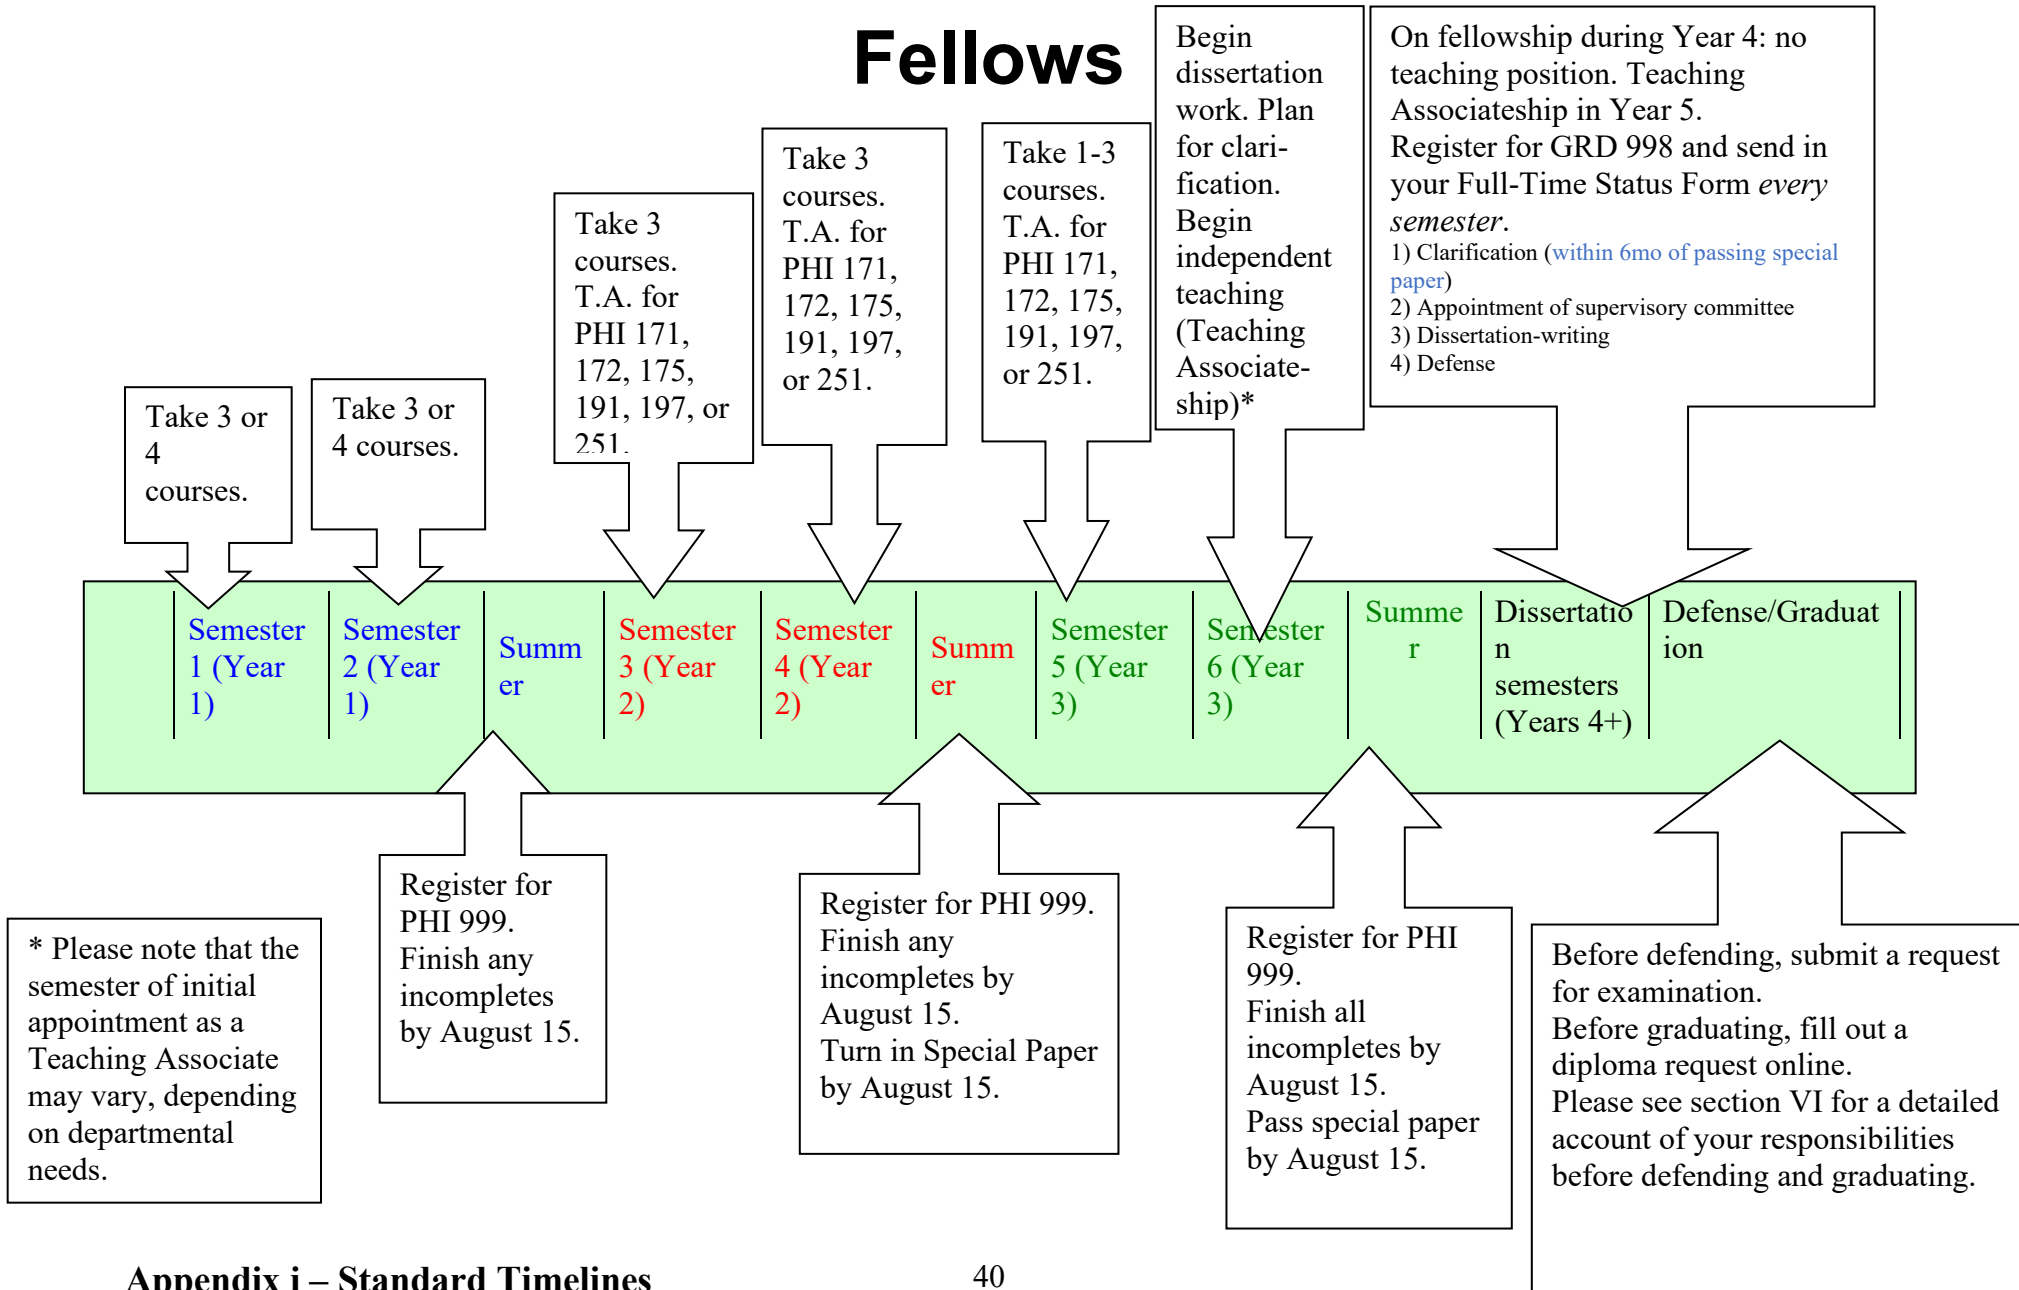 Fellows
Take 3 or
4
courses.
Take 3 or
4 courses.
Take 3
courses.
T.A. for
PHI 171,
172, 175,
191, 197, or
251.
Take 3
courses.
T.A. for
PHI 171,
172, 175,
191, 197,
or 251.
Take 1-3
courses.
T.A. for
PHI 171,
172, 175,
191, 197,
or 251.
Begin
dissertation
work. Plan
for clari-
fication.
Begin
independent
teaching
(Teaching
Associate-
ship)*
On fellowship during Year 4: no
teaching position. Teaching
Associateship in Year 5.
Register for GRD 998 and send in
your Full-Time Status Form every
semester.
1) Clarification (within 6mo of passing special
paper)
2) Appointment of supervisory committee
3) Dissertation-writing
4) Defense
Semester
1 (Year
1)
Semester
2 (Year
1)
Summ
er
Semester
3 (Year
2)
Semester
4 (Year
2)
Summ
er
Semester
5 (Year
3)
Semester
6 (Year
3)
Summe
r
Dissertatio
n
semesters
(Years 4+)
Defense/Graduat
ion
* Please note that the
semester of initial
appointment as a
Teaching Associate
may vary, depending
on departmental
needs.
Register for
PHI 999.
Finish any
incompletes
by August 15.
Register for PHI 999.
Finish any
incompletes by
August 15.
Turn in Special Paper
by August 15.
Register for PHI
999.
Finish all
incompletes by
August 15.
Pass special paper
by August 15.
Before defending, submit a request
for examination.
Before graduating, fill out a
diploma request online.
Please see section VI for a detailed
account of your responsibilities
before defending and graduating.
Appendix i – Standard Timelines
40